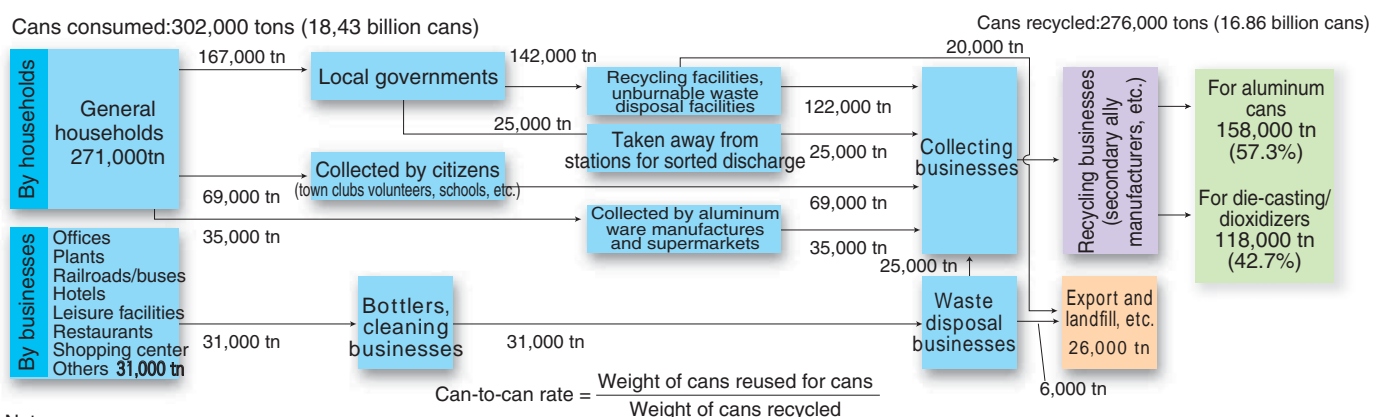 Cans consumed:302,000 tons (18,43 billion cans)
Cans recycled:276,000 tons (16.86 billion cans)
By households
General
households
271,000tn
167,000 tn
Local governments
142,000 tn
Recycling facilities,
unburnable waste
disposal facilities
20,000 tn
122,000 tn
25,000 tn
Taken away from
stations for sorted discharge
25,000 tn
69,000 tn
Collected by citizens
(town clubs volunteers, schools, etc.)
69,000 tn
35,000 tn
Collected by aluminum
ware manufactures
and supermarkets
35,000 tn
Collecting
businesses
Recycling businesses
(secondary ally
manufacturers, etc.)
For aluminum
cans
158,000 tn
(57.3%)
For die-casting/
dioxidizers
118,000 tn
(42.7%)
By businesses
Offices
Plants
Railroads/buses
Hotels
Leisure facilities
Restaurants
Shopping center
Others 31,000 tn
31,000 tn
Bottlers,
cleaning
businesses
31,000 tn
25,000 tn
Waste
disposal
businesses
Export and
landfill, etc.
26,000 tn
6,000 tn
Can-to-can rate = Weight of cans reused for cans
Weight of cans recycled